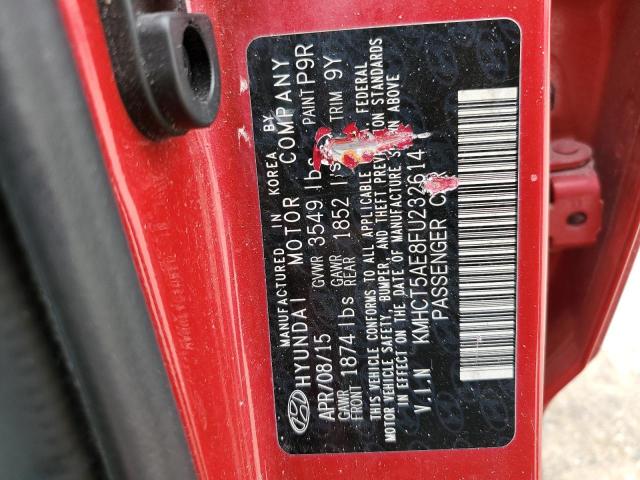 MANUFACTURED IN KOREA BY
HYUNDAI MOTOR COMPANY
APR/08/15 GVWR 3549 lbs PAINT P9R
GAWR FRONT 1874 lbs GAWR REAR 1852 TRIM 9Y
THIS VEHICLE CONFORMS TO ALL APPLICABLE FEDERAL
MOTOR VEHICLE SAFETY, BUMPER, AND THEFT STANDARDS
IN EFFECT ON THE DATE OF MANUFACTURE ABOVE
V.I.N KMHCT5AE8FU232614
PASSENGER